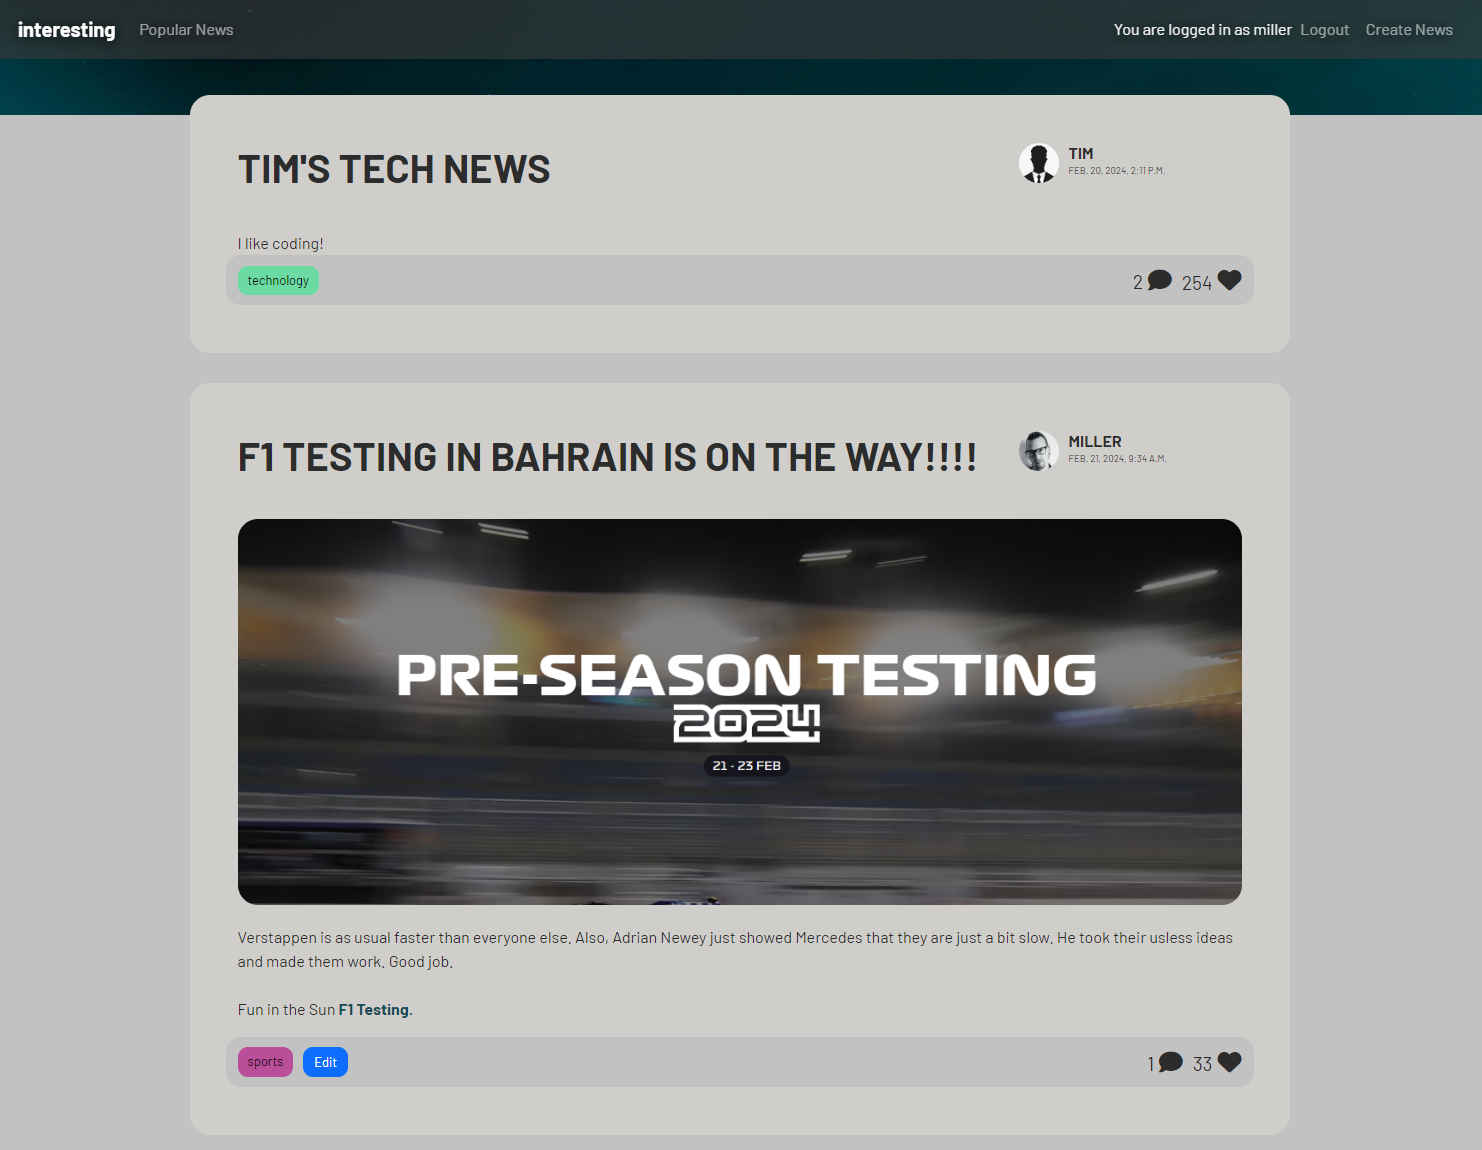 interesting Popular News You are logged in as miller Logout Create News
TIM'S TECH NEWS
TIM
FEB. 20, 2024, 2:11 P.M.
I like coding!
technology 2 254
F1 TESTING IN BAHRAIN IS ON THE WAY!!!!
MILLER
FEB. 21, 2024, 9:34 A.M.
PRE-SEASON TESTING
2024
21 - 23 FEB
Verstappen is as usual faster than everyone else. Also, Adrian Newey just showed Mercedes that they are just a bit slow. He took their usless ideas
and made them work. Good job.
Fun in the Sun F1 Testing.
sports Edit 1 33